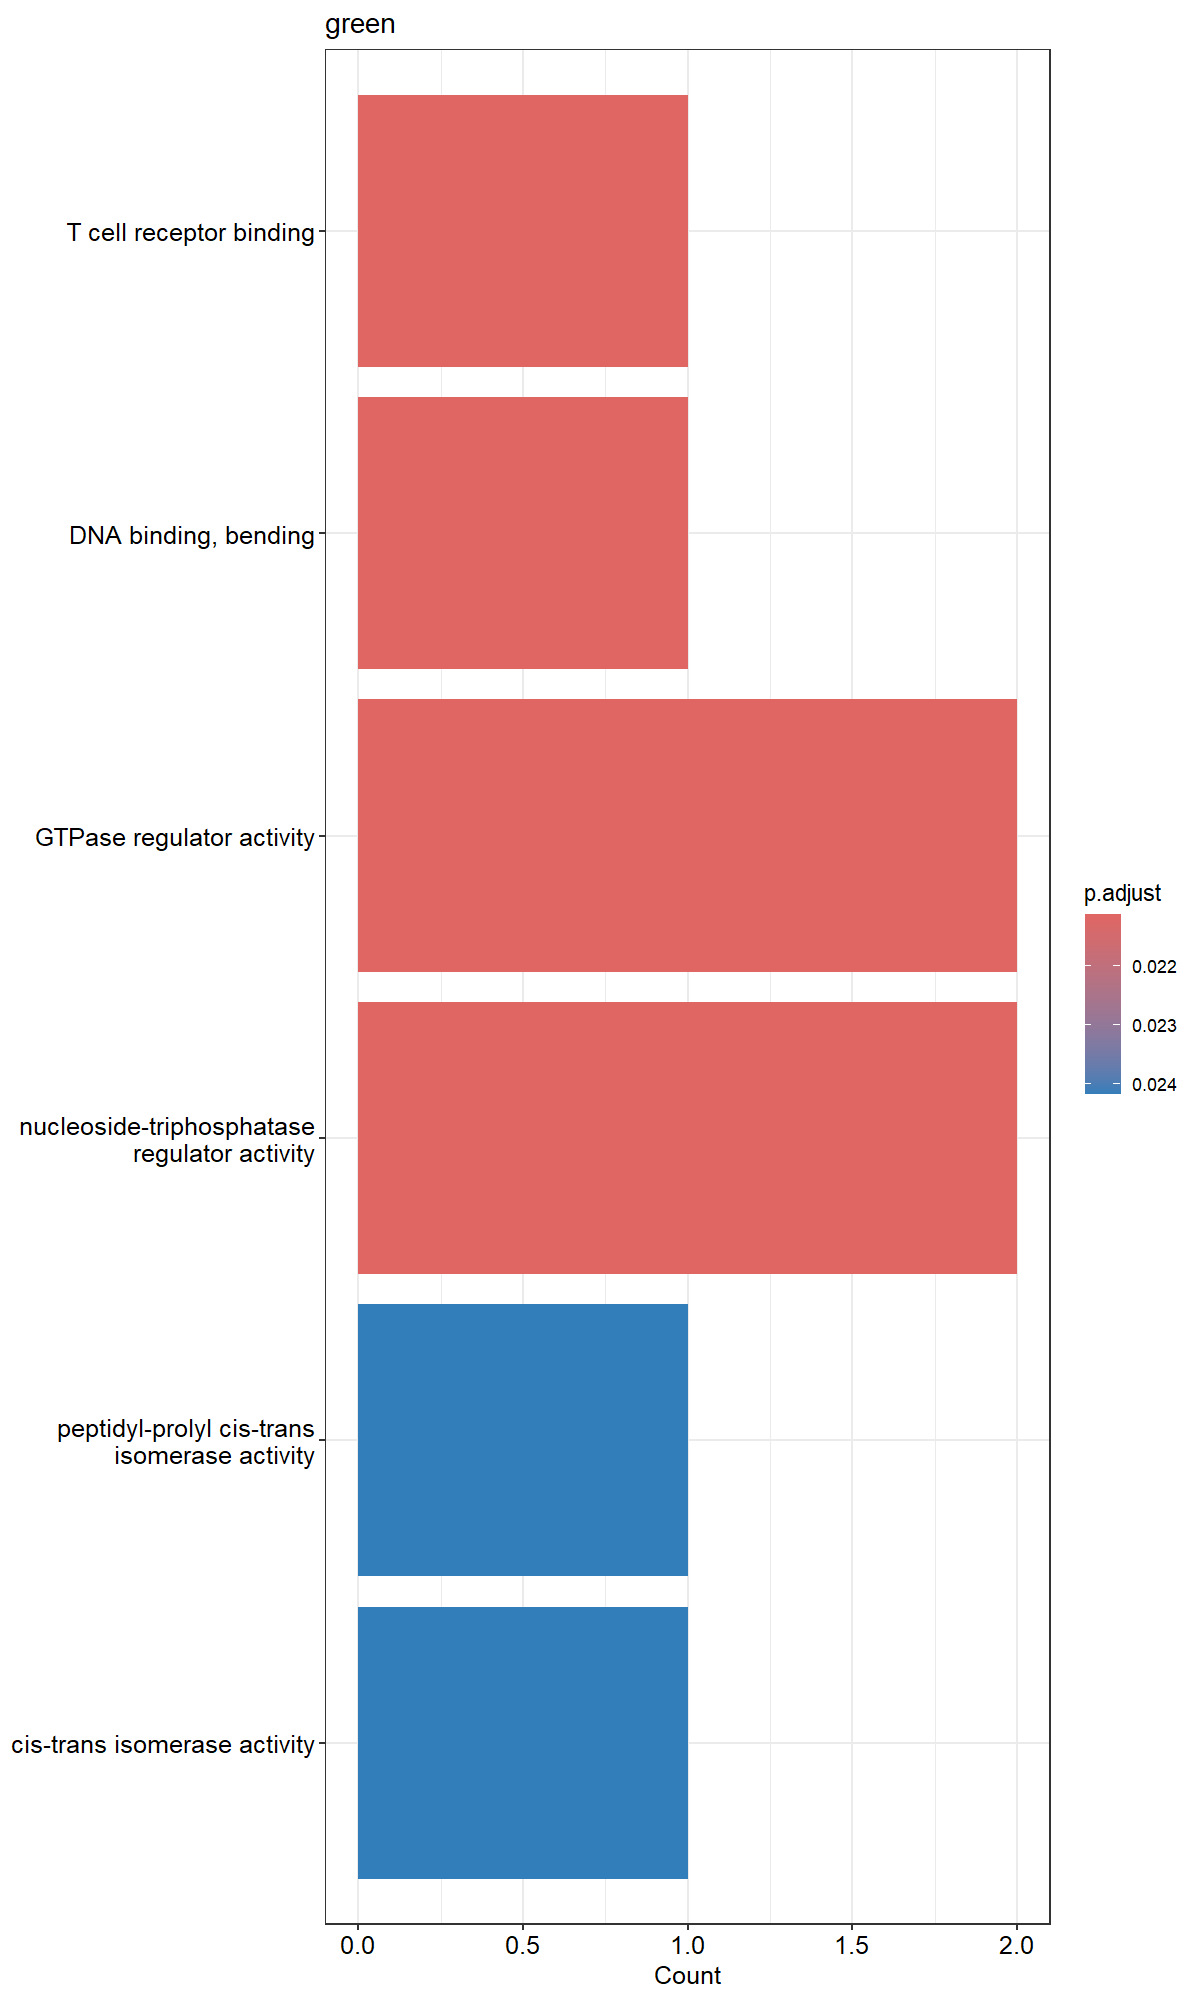 green
T cell receptor binding
DNA binding, bending
GTPase regulator activity
nucleoside-triphosphatase
regulator activity
peptidyl-prolyl cis-trans
isomerase activity
cis-trans isomerase activity
0.0 0.5 1.0 1.5 2.0
Count
p.adjust
0.022
0.023
0.024